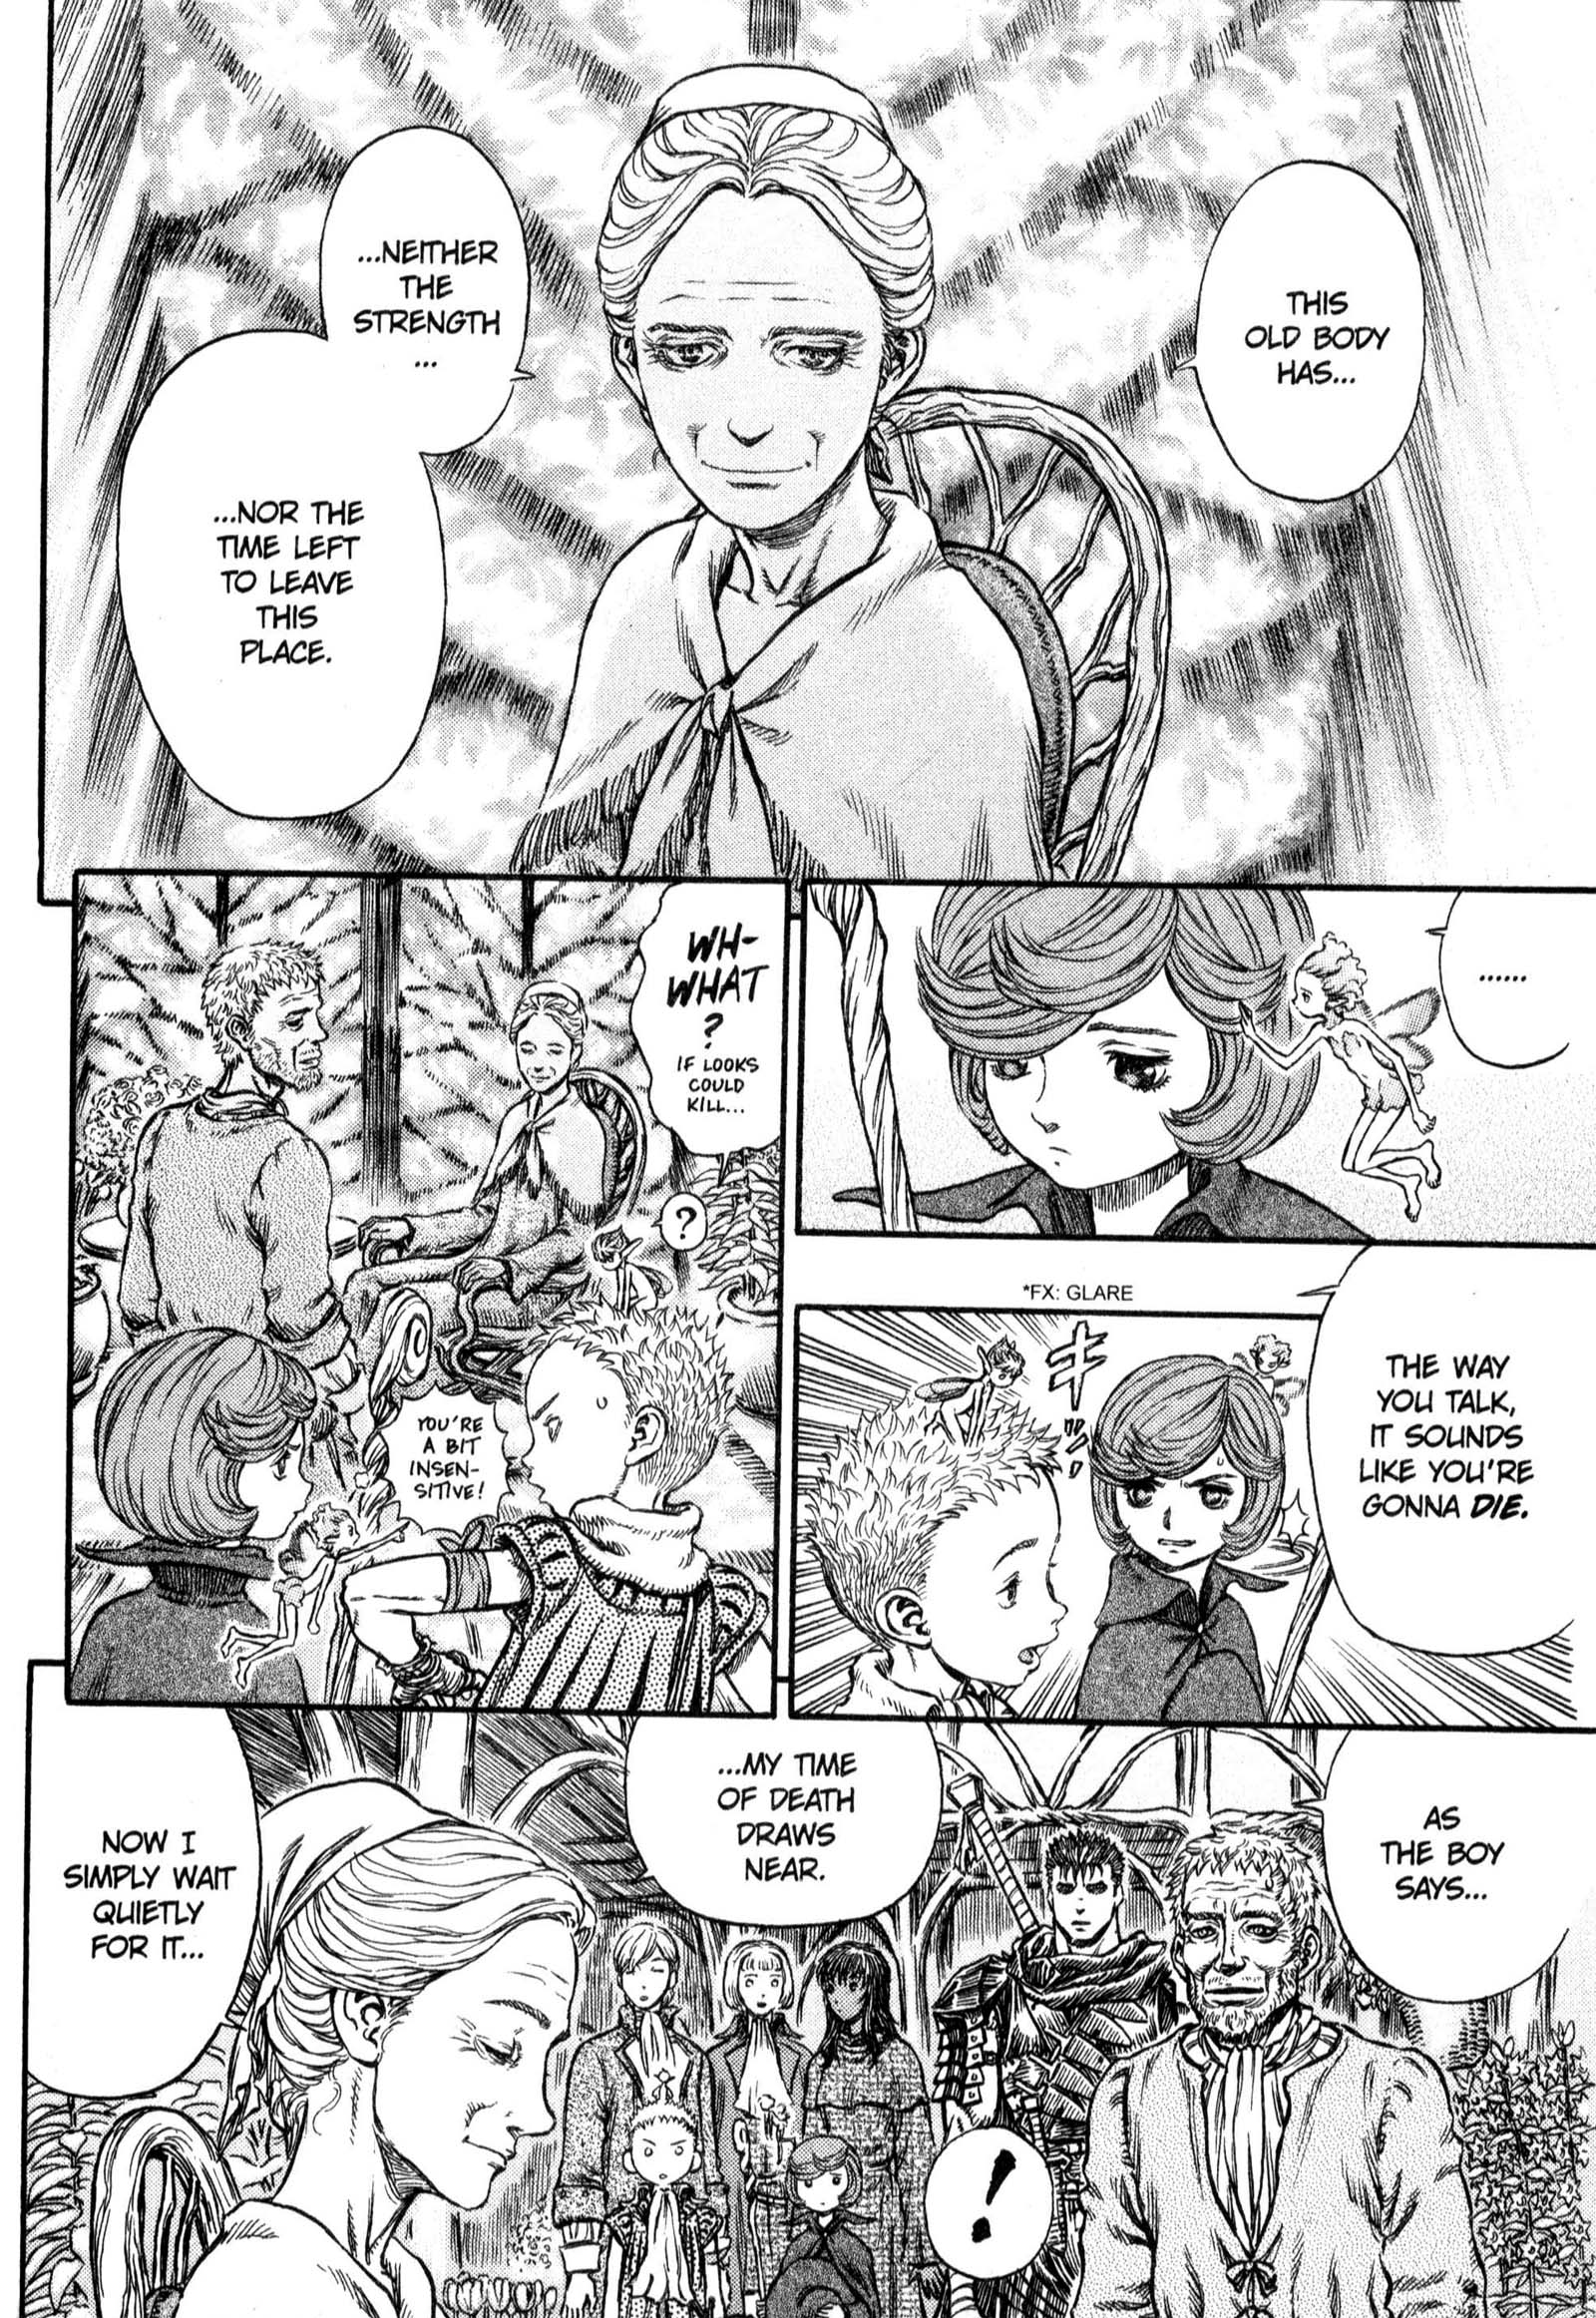 THIS
OLD BODY
HAS...
...NEITHER
THE
STRENGTH
...
...NOR THE
TIME LEFT
TO LEAVE
THIS
PLACE.
......
*FX: GLARE
THE WAY
YOU TALK,
IT SOUNDS
LIKE YOU'RE
GONNA DIE.
キッ
WH-
WHAT
?
IF LOOKS
COULD
KILL...
?
YOU'RE
A BIT
INSEN-
SITIVE!
AS
THE BOY
SAYS...
...MY TIME
OF DEATH
DRAWS
NEAR.
!
NOW I
SIMPLY WAIT
QUIETLY
FOR IT...